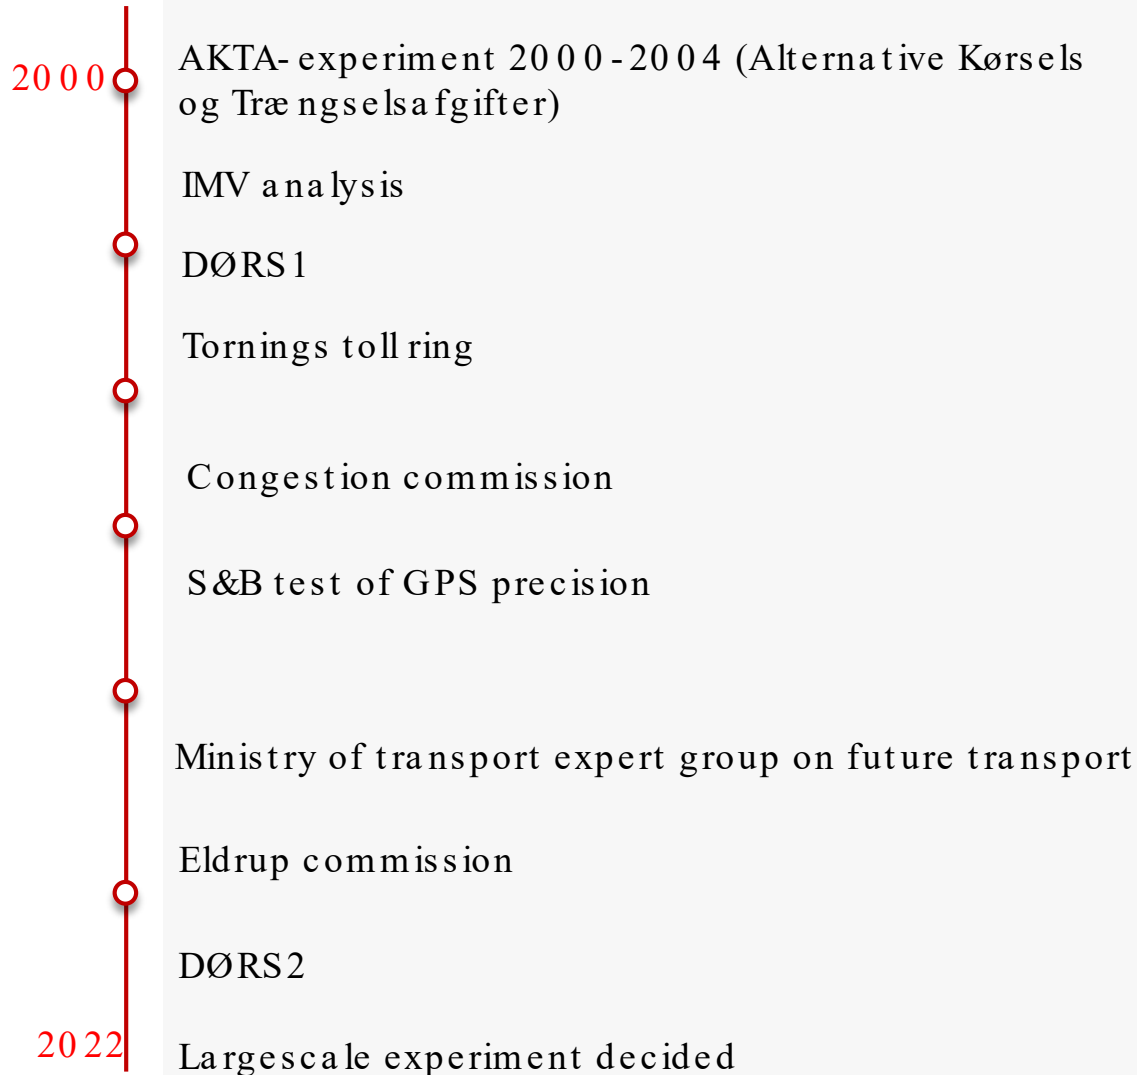 2000
AKTA-experiment 2000-2004 (Alternative Kørsels
og Trængselsafgifter)
IMV analysis
DØRS1
Tornings toll ring
Congestion commission
S&B test of GPS precision
Ministry of transport expert group on future transport
Eldrup commission
DØRS2
2022
Largescale experiment decided